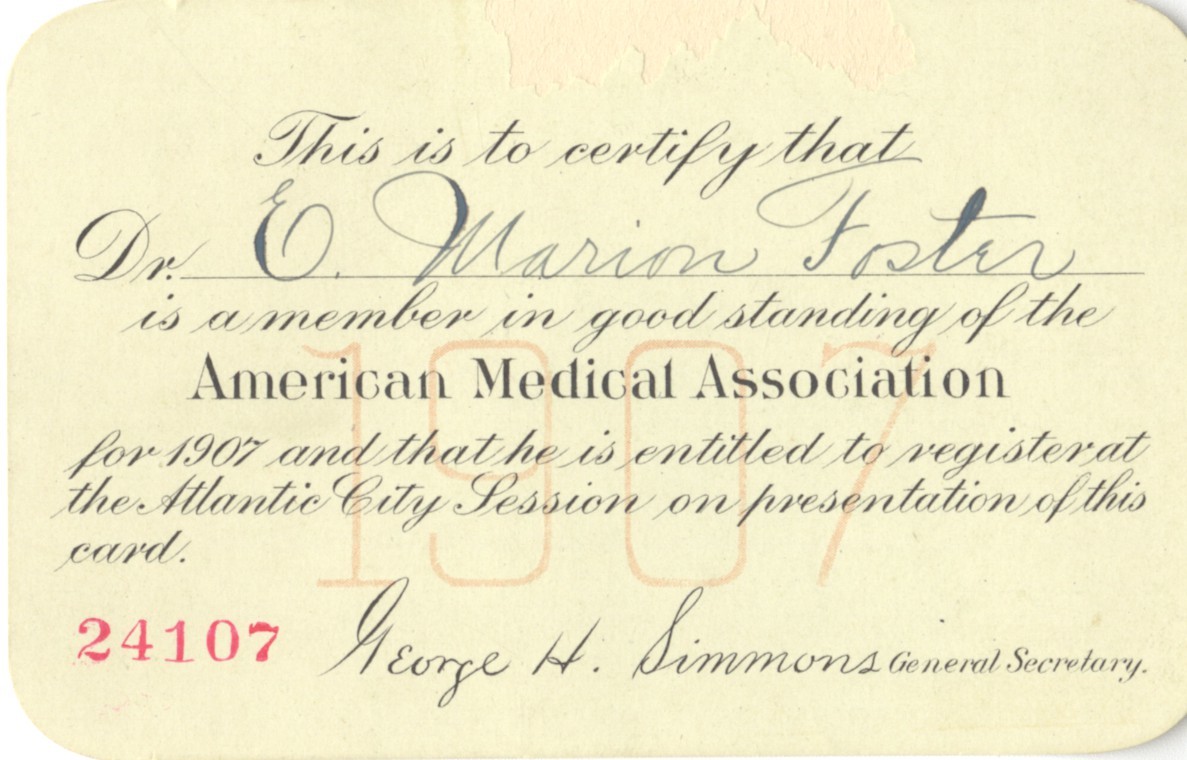 This is to certify that
Dr. E. Marion Foster
is a member in good standing of the
American Medical Association
for 1907 and that he is entitled to register at
the Atlantic City Session on presentation of this
card.
1907
24107 George H. Simmons General Secretary.